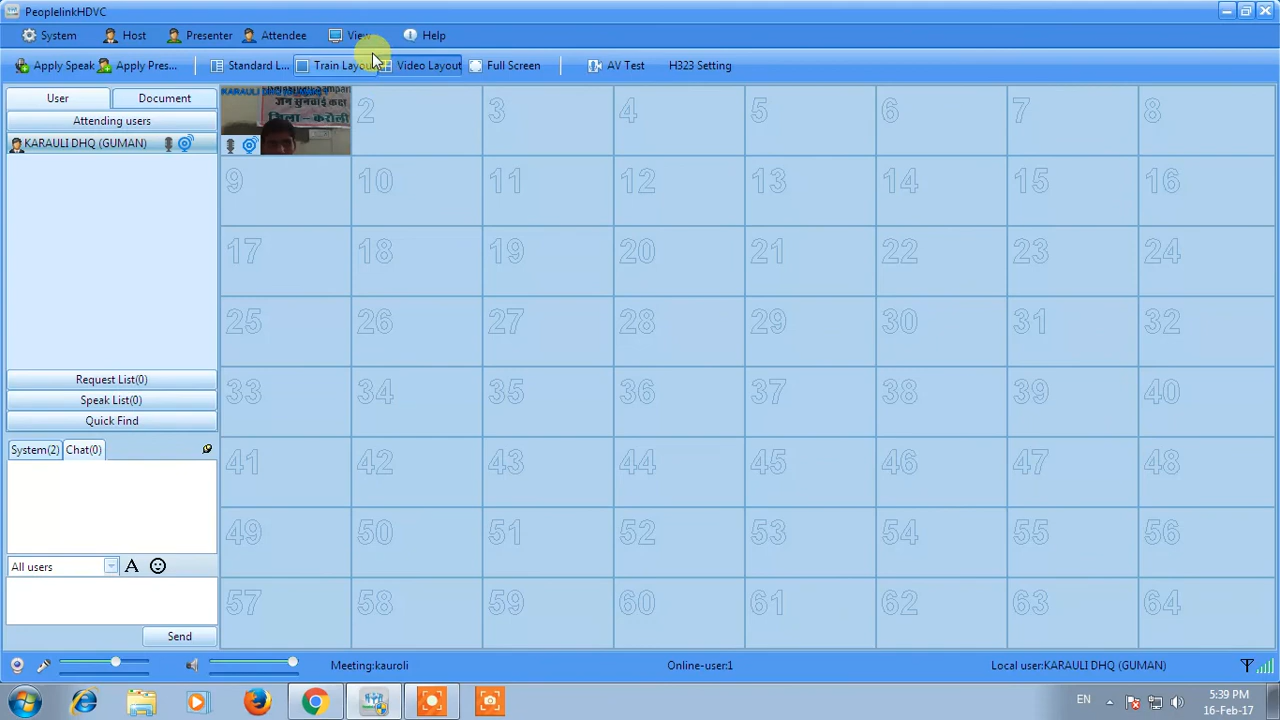 PeoplelinkHDVC
System Host Presenter Attendee View Help
Apply Speak Apply Pres... Standard L... Train Layou Video Layout Full Screen AV Test H323 Setting
User Document
Attending users
KARAULI DHQ (GUMAN)
जन सुनवाई कक्ष
जिला - करोली
2 3 4 5 6 7 8
9 10 11 12 13 14 15 16
17 18 19 20 21 22 23 24
25 26 27 28 29 30 31 32
33 34 35 36 37 38 39 40
41 42 43 44 45 46 47 48
49 50 51 52 53 54 55 56
57 58 59 60 61 62 63 64
Request List(0)
Speak List(0)
Quick Find
System(2) Chat(0)
All users A
Send
Meeting:kauroli Online-user:1 Local user:KARAULI DHQ (GUMAN)
EN 5:39 PM
16-Feb-17